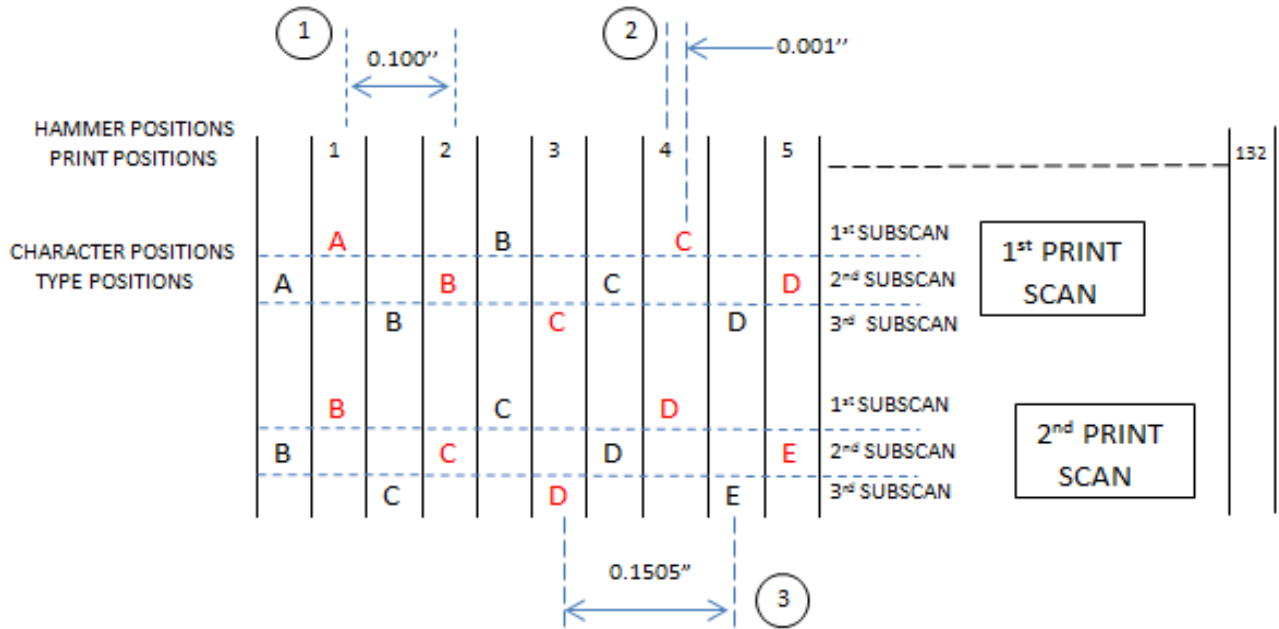 1
2
0.100’’
0.001’’
HAMMER POSITIONS
PRINT POSITIONS
1 2 3 4 5 132
CHARACTER POSITIONS
TYPE POSITIONS
A B C 1st SUBSCAN
A B C D 2nd SUBSCAN
B C D 3rd SUBSCAN
1st PRINT
SCAN
B C D 1st SUBSCAN
B C D E 2nd SUBSCAN
C D E 3rd SUBSCAN
2nd PRINT
SCAN
0.1505”
3